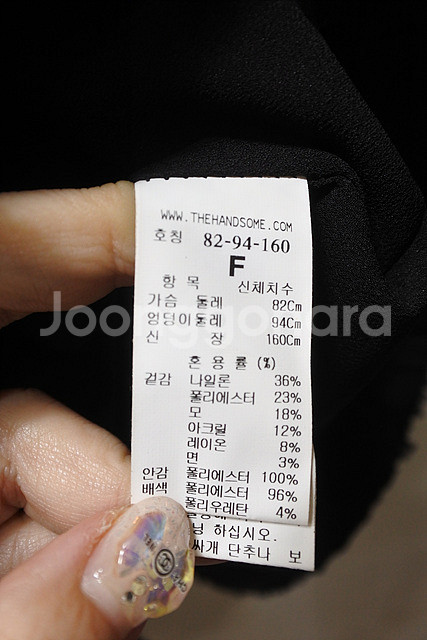 WWW.THEHANDSOME.COM
호칭 82-94-160
F
항 목 신체치수
가슴 둘레 82Cm
엉덩이둘레 94Cm
신 장 160Cm
혼 용 률 (%)
겉감 나일론 36%
폴리에스터 23%
모 18%
아크릴 12%
레이온 8%
면 3%
안감 폴리에스터 100%
배색 폴리에스터 96%
폴리우레탄 4%
닝 하십시오.
싸개 단추나 보
Joonggonara